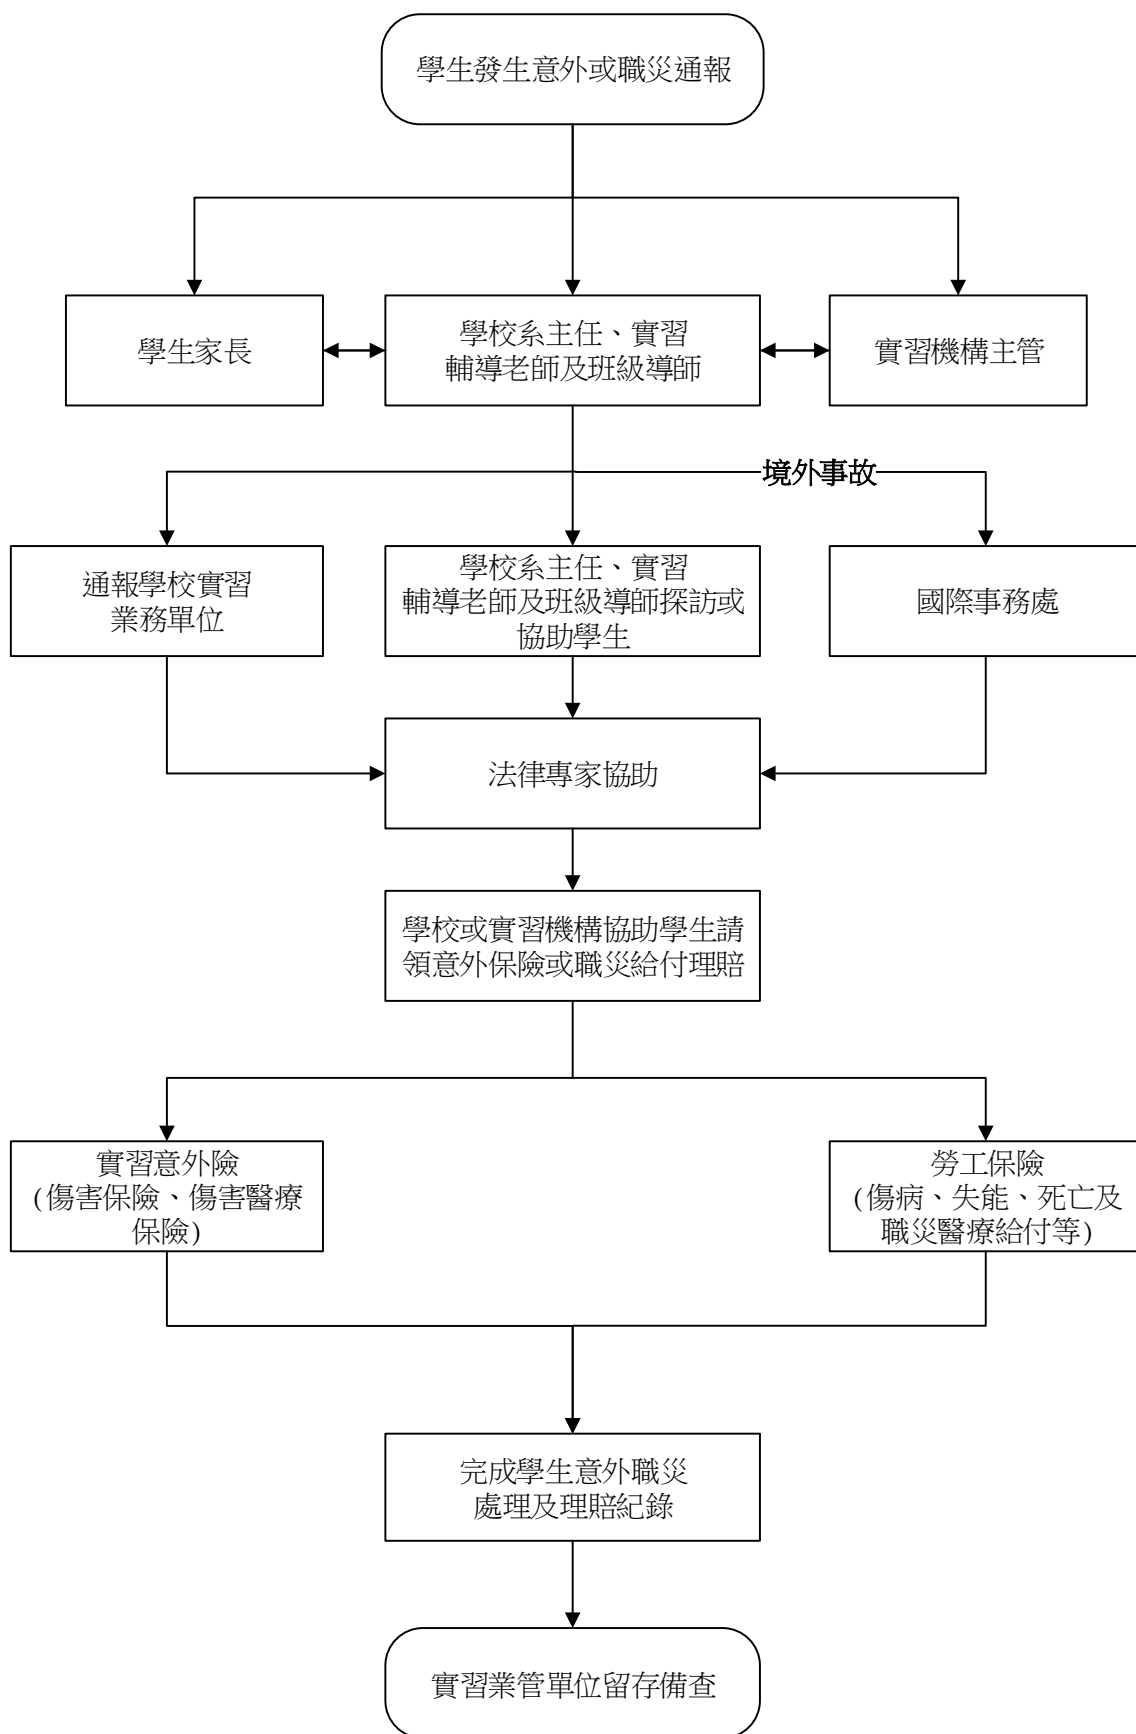 學生發生意外或職災通報
學生家長
學校系主任、實習
輔導老師及班級導師
實習機構主管
境外事故
通報學校實習
業務單位
學校系主任、實習
輔導老師及班級導師探訪或
協助學生
國際事務處
法律專家協助
學校或實習機構協助學生請
領意外保險或職災給付理賠
實習意外險
(傷害保險、傷害醫療
保險)
勞工保險
(傷病、失能、死亡及
職災醫療給付等)
完成學生意外職災
處理及理賠紀錄
實習業管單位留存備查